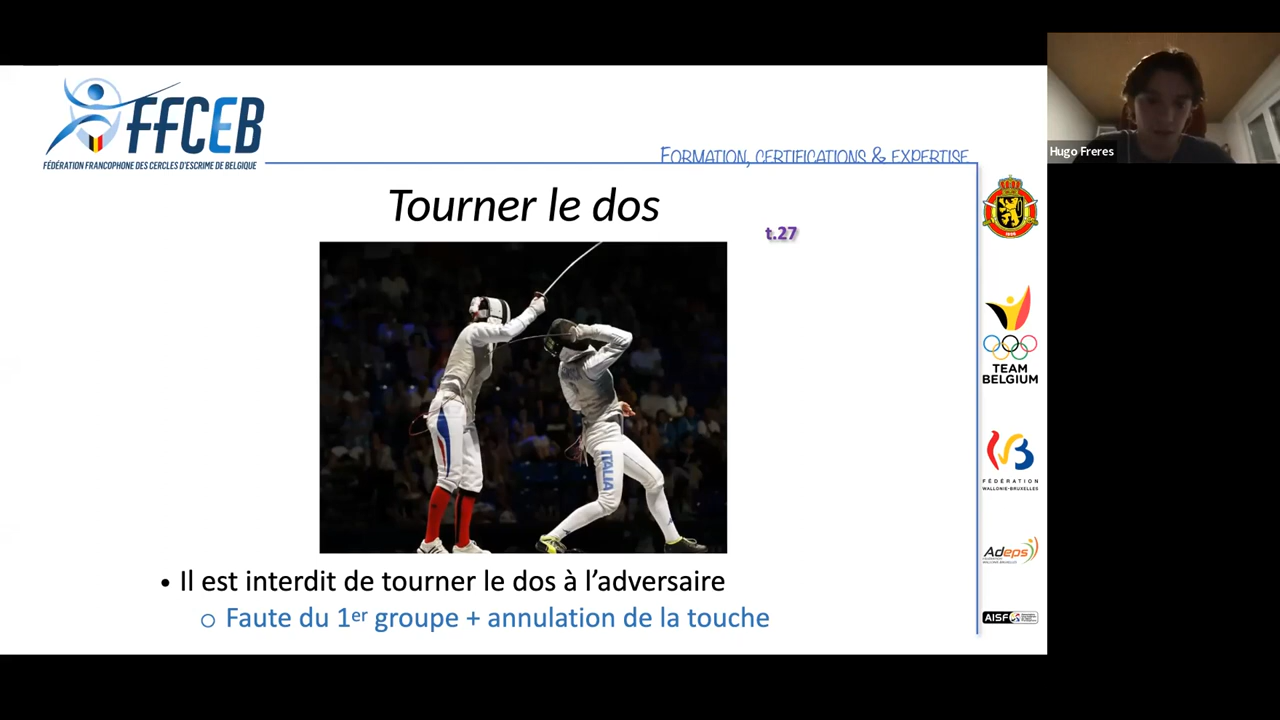 FFCEB
FÉDÉRATION FRANCOPHONE DES CERCLES D'ESCRIME DE BELGIQUE
FORMATION, CERTIFICATIONS & EXPERTISE
Hugo Freres
Tourner le dos
t.27
ITALIA
• Il est interdit de tourner le dos à l’adversaire
o Faute du 1er groupe + annulation de la touche
TEAM
BELGIUM
FÉDÉRATION
WALLONIE-BRUXELLES
Adeps
AISF